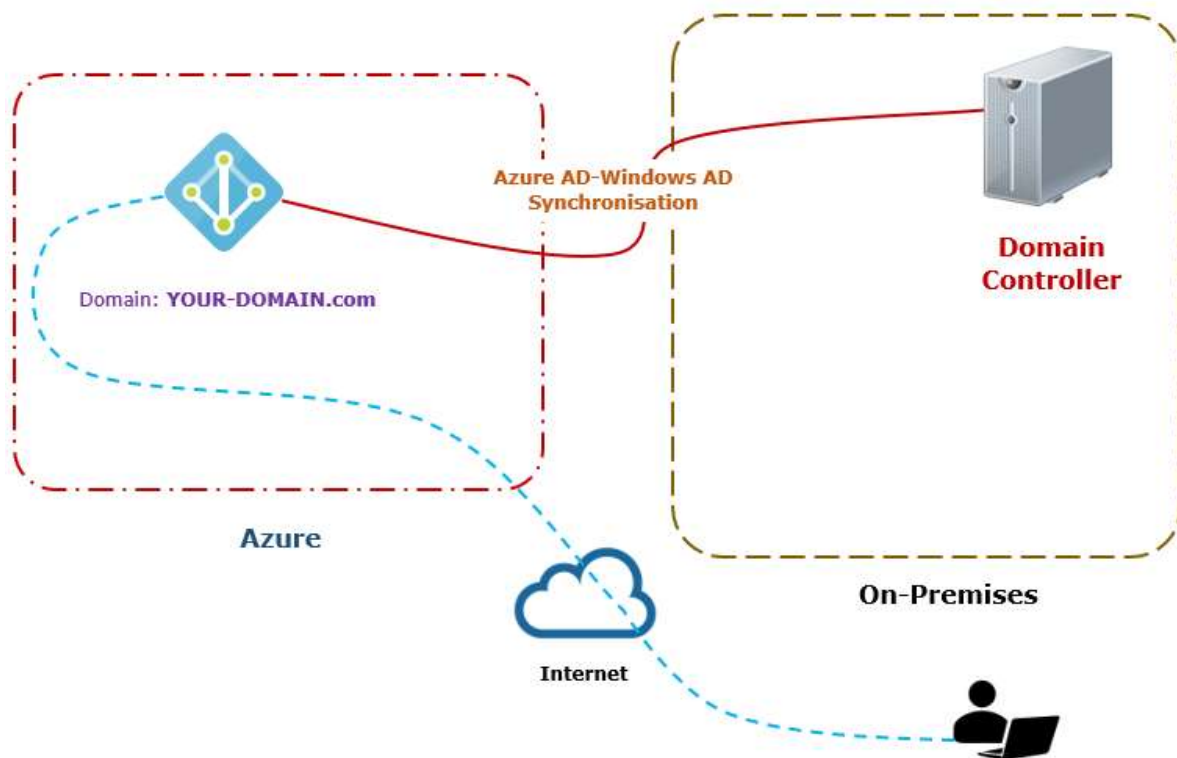 Azure AD-Windows AD
Synchronisation
Domain
Controller
Domain: YOUR-DOMAIN.com
Azure
On-Premises
Internet